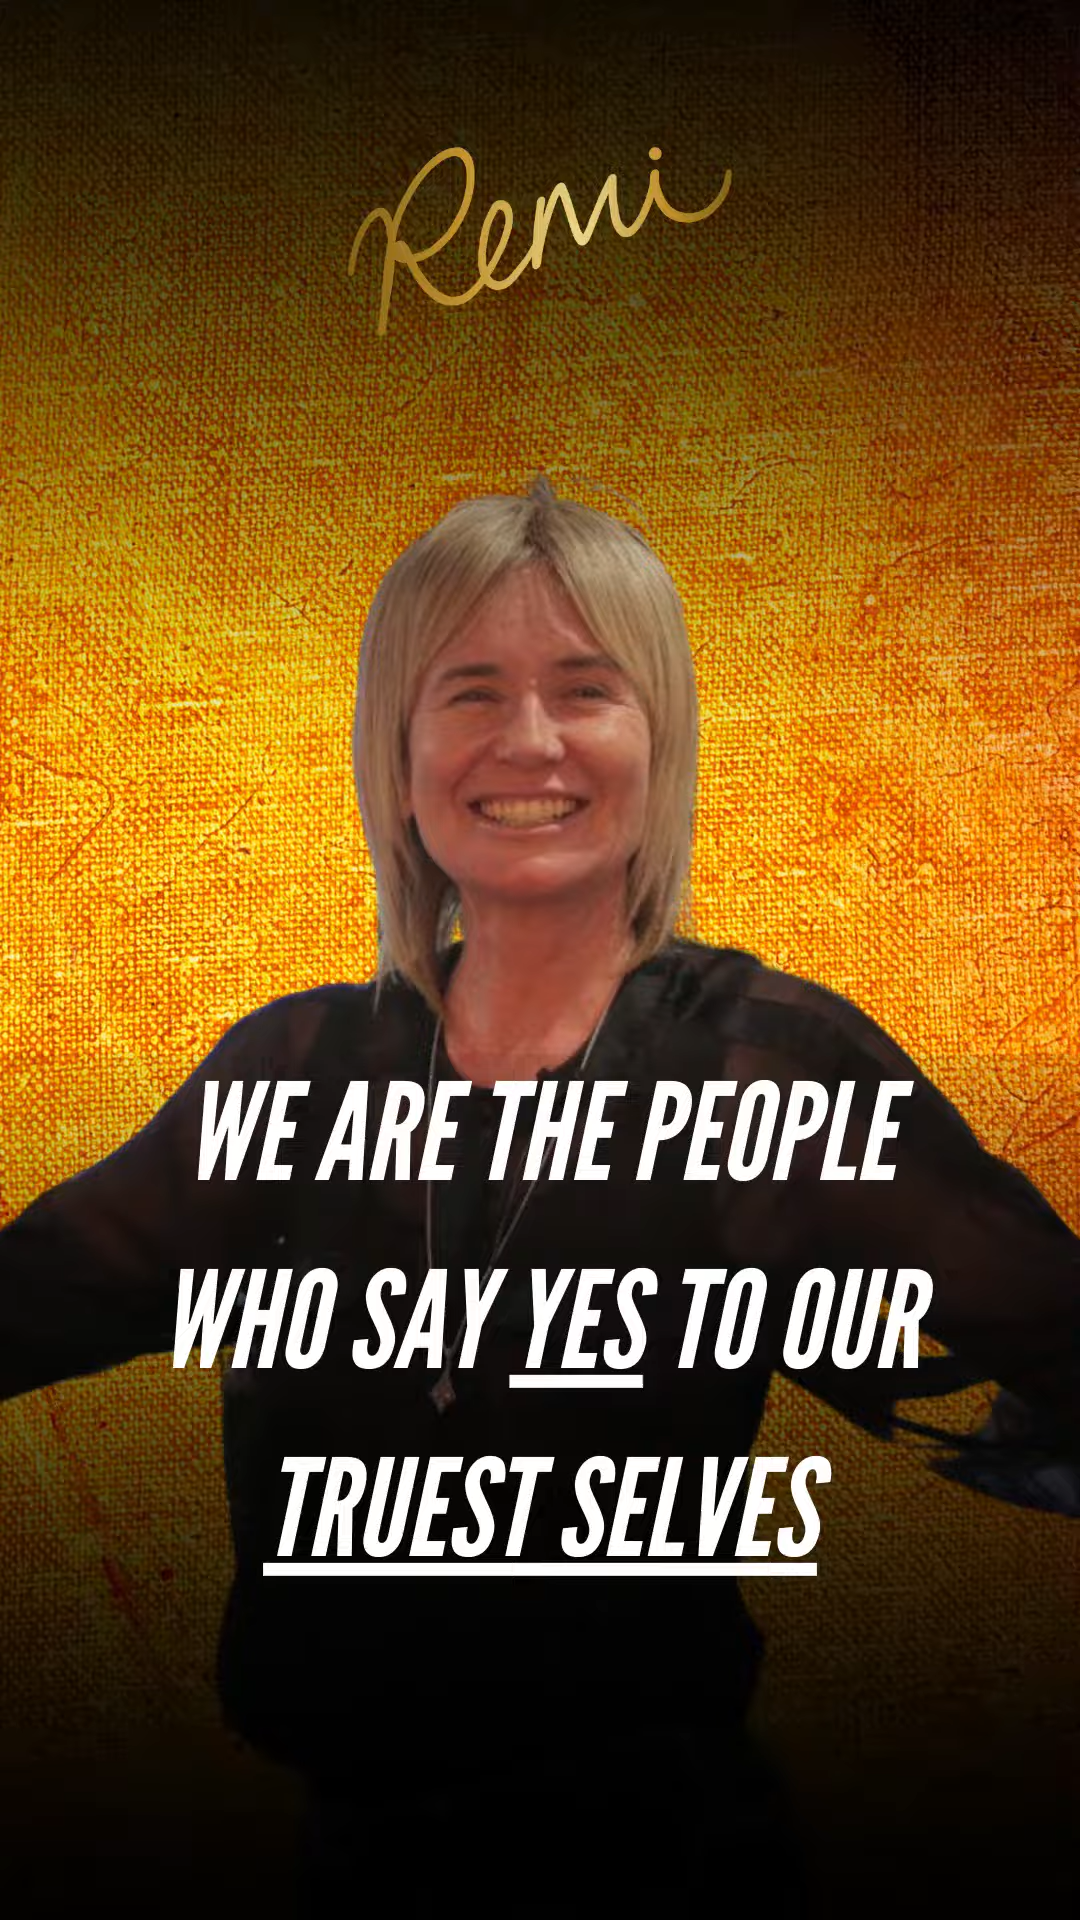 Remi
WE ARE THE PEOPLE
WHO SAY YES TO OUR
TRUEST SELVES